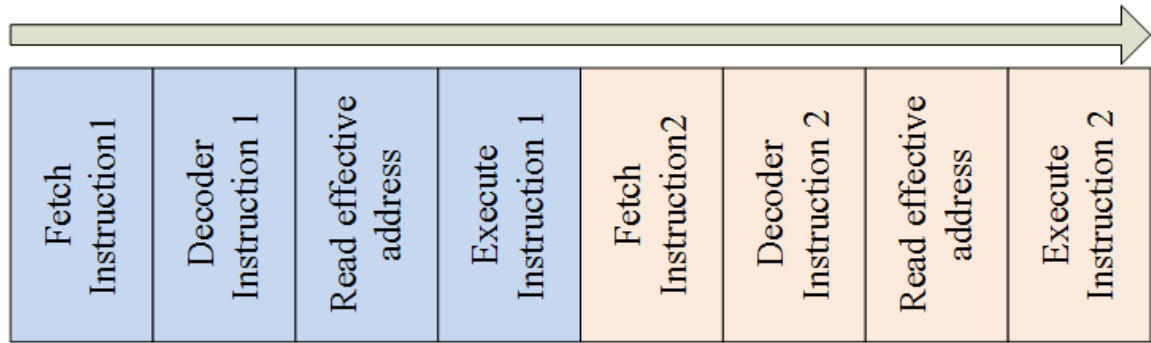 Fetch
Instruction1
Decoder
Instruction 1
Read effective
address
Execute
Instruction 1
Fetch
Instruction2
Decoder
Instruction 2
Read effective
address
Execute
Instruction 2